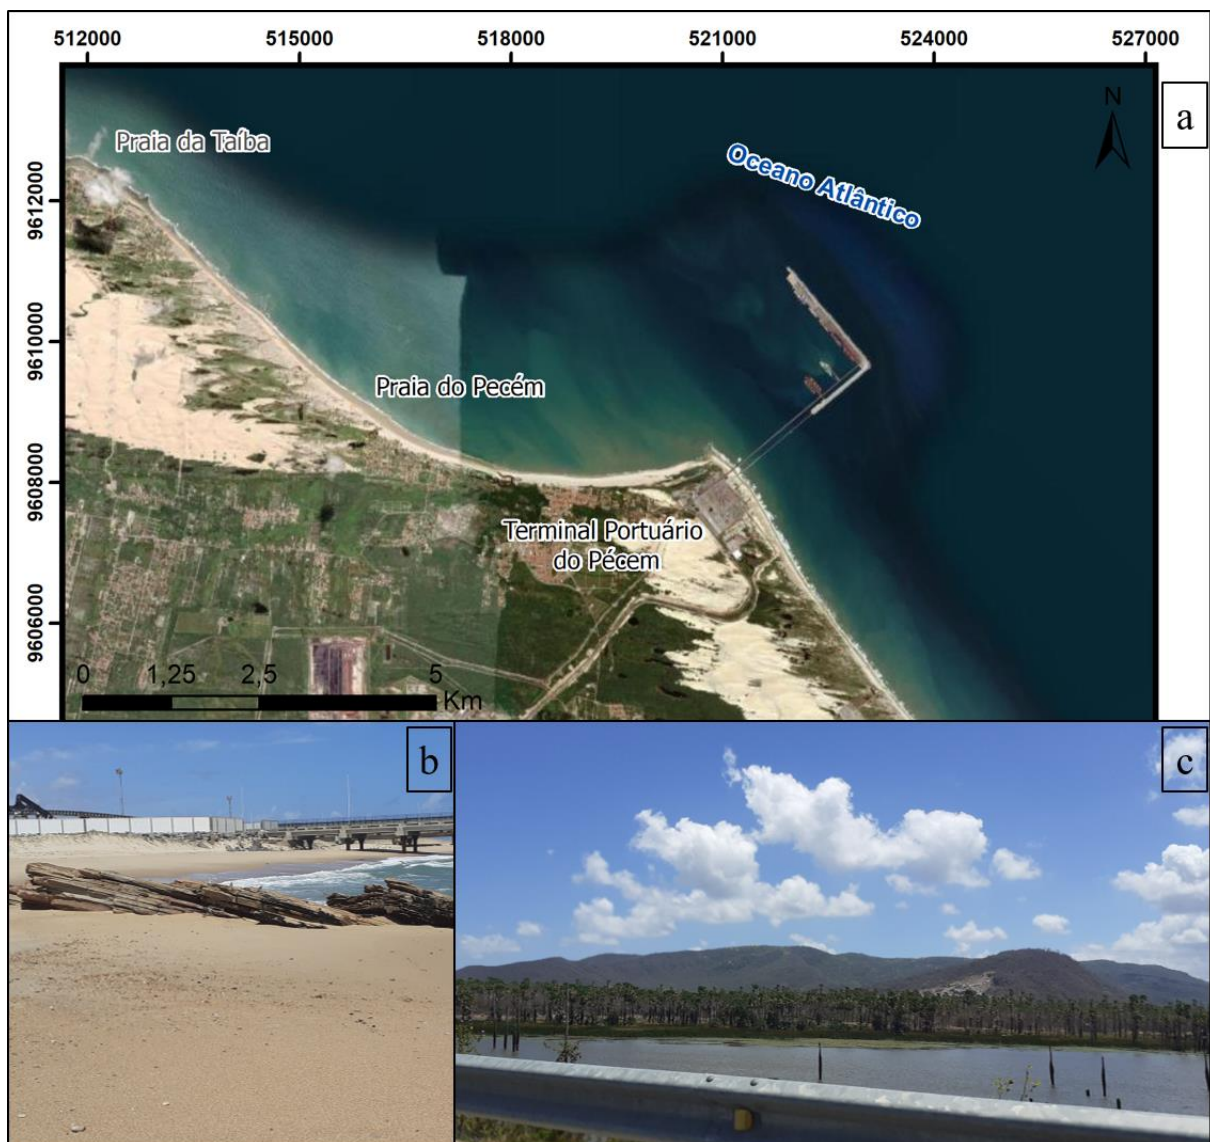 512000 515000 518000 521000 524000 527000
a
N
Praia da Taíba
Oceano Atlântico
9612000
9610000
Praia do Pecém
9608000
Terminal Portuário
do Pécem
9606000
0 1,25 2,5 5
Km
b
c